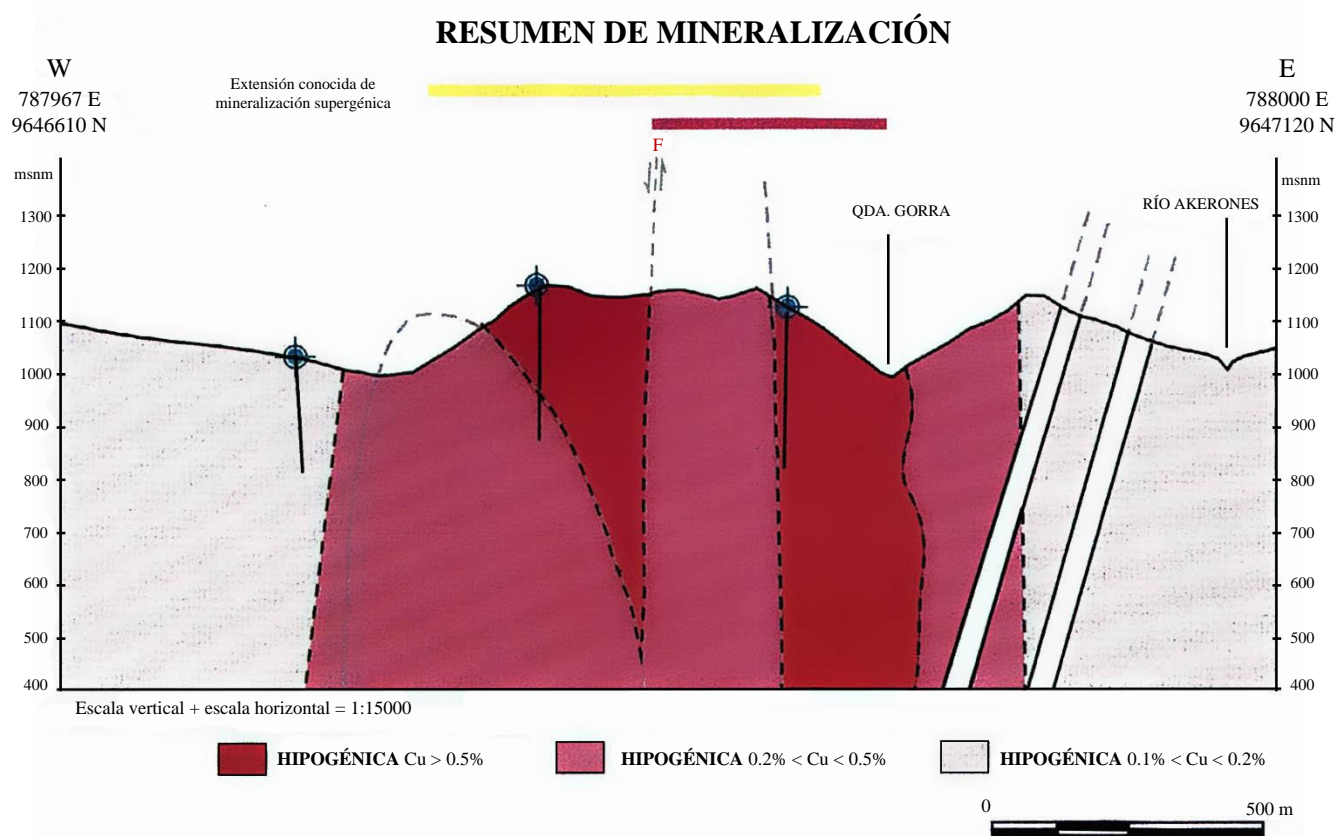 RESUMEN DE MINERALIZACIÓN
W
787967 E
9646610 N
Extensión conocida de
mineralización supergénica
E
788000 E
9647120 N
F
msnm
msnm
QDA. GORRA
RÍO AKERONES
1300
1200
1100
1000
900
800
700
600
500
400
1300
1200
1100
1000
900
800
700
600
500
400
Escala vertical + escala horizontal = 1:15000
HIPOGÉNICA Cu > 0.5%
HIPOGÉNICA 0.2% < Cu < 0.5%
HIPOGÉNICA 0.1% < Cu < 0.2%
0
500 m